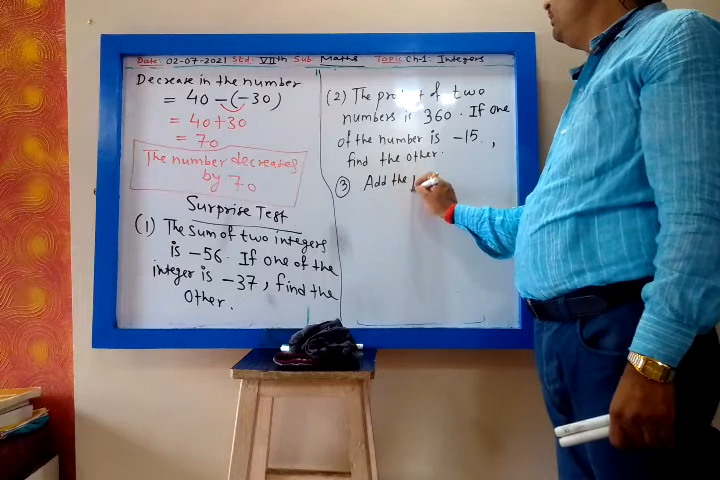 Date: 02-07-2021 Std: VIIth Sub: Maths Topic: Ch-1: Integers
Decrease in the number
= 40 - (-30)
= 40 + 30
= 70
The number decreases
by 70
Surprise Test
(1) The sum of two integers
is -56. If one of the
integer is -37, find the
other.
(2) The of two
numbers is 360. If one
of the number is -15,
find the other.
(3) Add the